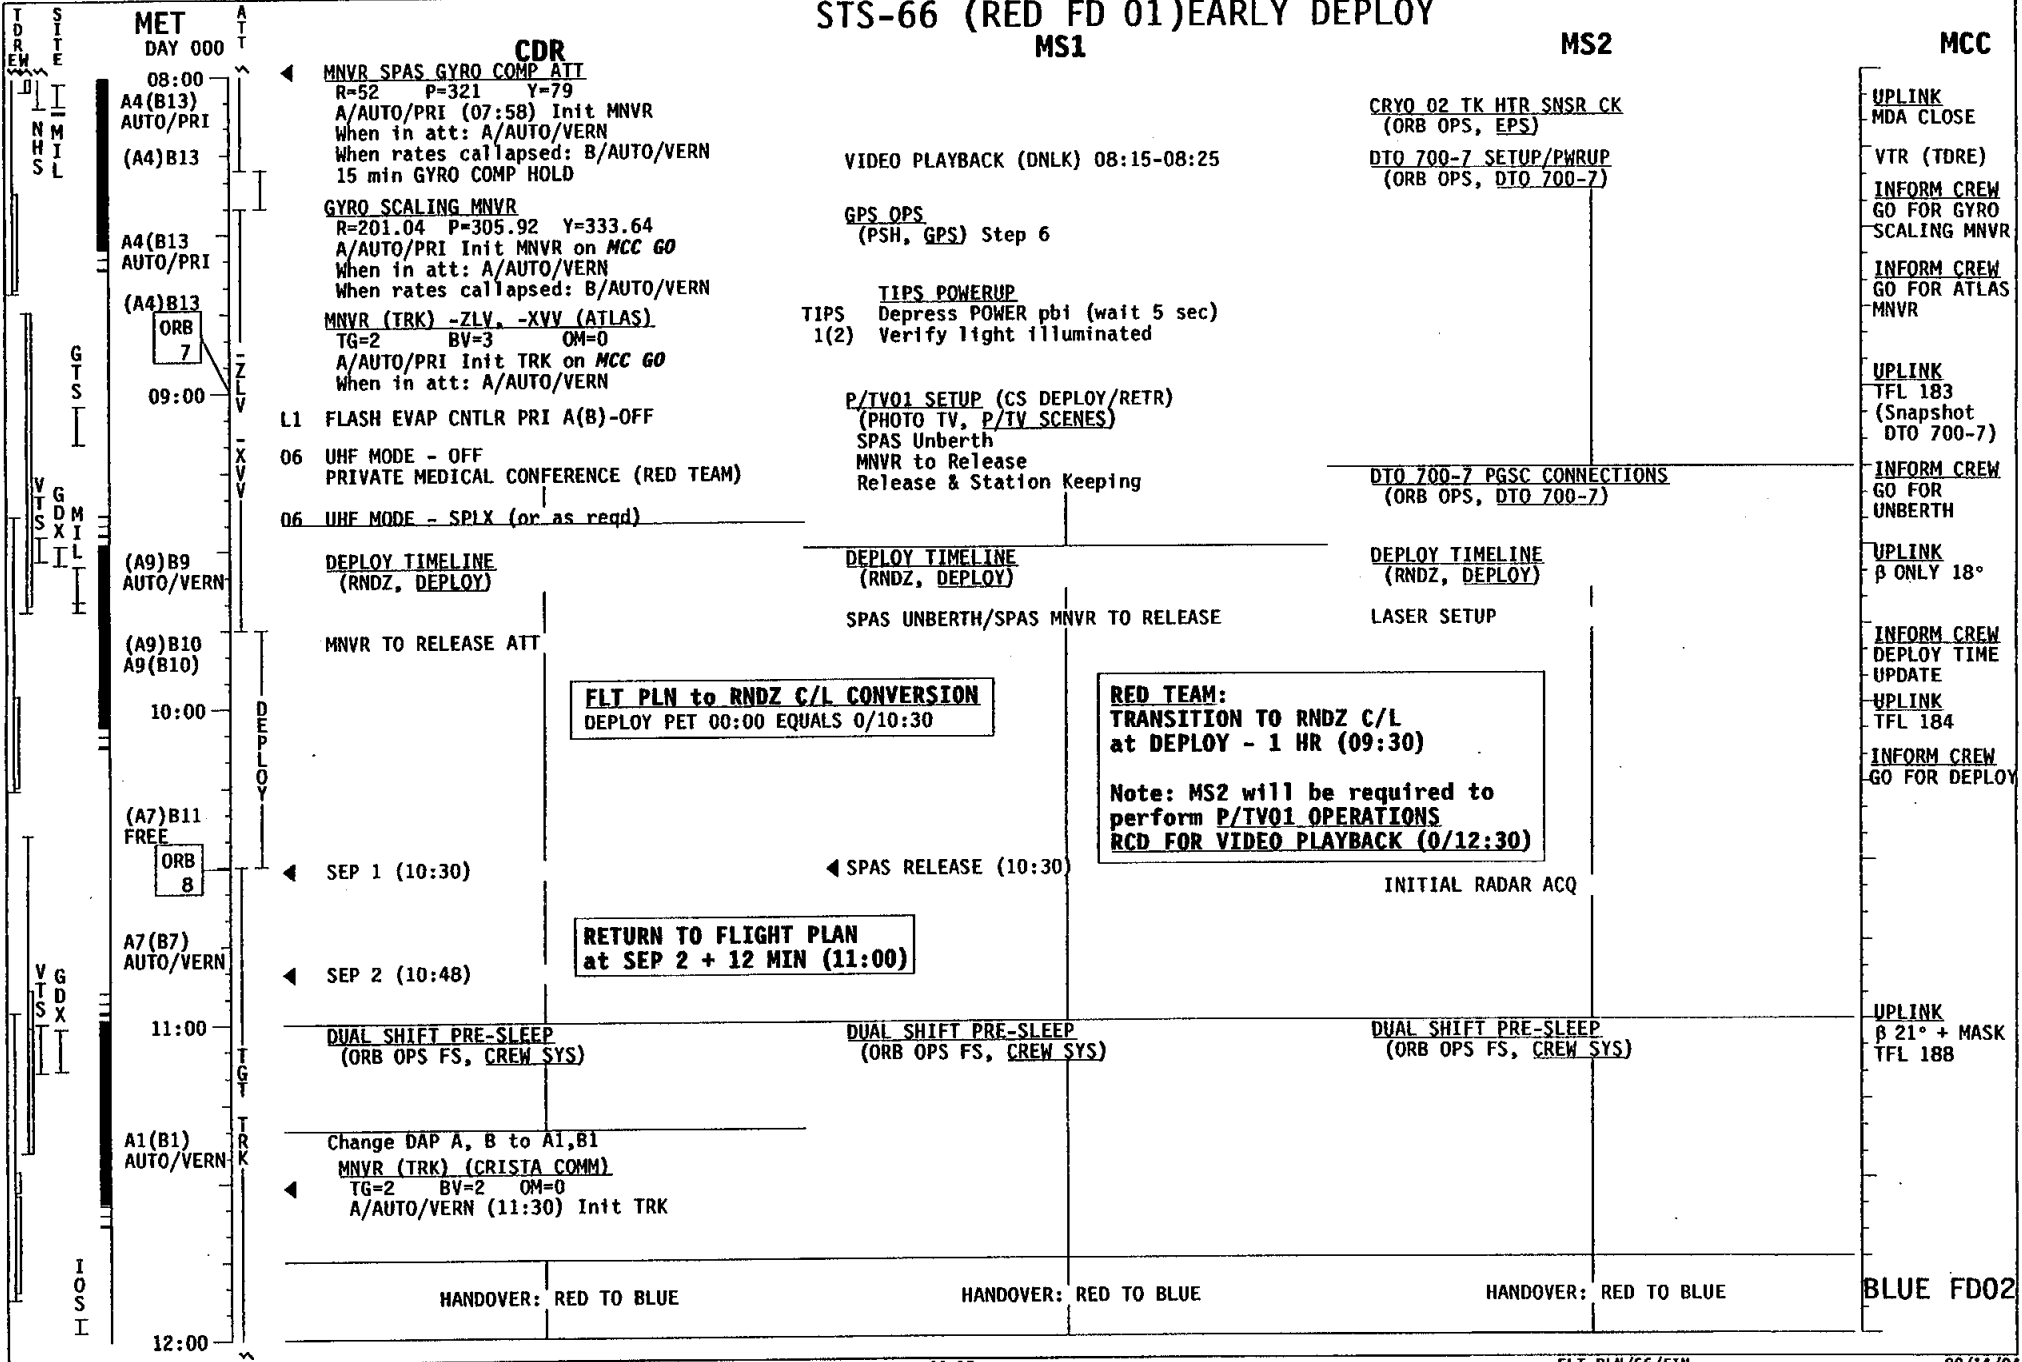 STS-66 (RED FD 01)EARLY DEPLOY
TDREW
SITE
MET
DAY 000
ATT
CDR
MS1
MS2
MCC
08:00
A4(B13)
AUTO/PRI
(A4)B13
A4(B13
AUTO/PRI
(A4)B13
ORB
7
09:00
(A9)B9
AUTO/VERN
(A9)B10
A9(B10)
10:00
(A7)B11
FREE
ORB
8
A7(B7)
AUTO/VERN
11:00
A1(B1)
AUTO/VERN
12:00
NHS
MIL
GTS
VTS
GDX
MIL
VTS
GDX
IOS
-ZLV
-XVV
DEPLOY
TGT TRK
MNVR SPAS GYRO COMP ATT
R=52 P=321 Y=79
A/AUTO/PRI (07:58) Init MNVR
When in att: A/AUTO/VERN
When rates callapsed: B/AUTO/VERN
15 min GYRO COMP HOLD
GYRO SCALING MNVR
R=201.04 P=305.92 Y=333.64
A/AUTO/PRI Init MNVR on MCC GO
When in att: A/AUTO/VERN
When rates callapsed: B/AUTO/VERN
MNVR (TRK) -ZLV, -XVV (ATLAS)
TG=2 BV=3 OM=0
A/AUTO/PRI Init TRK on MCC GO
When in att: A/AUTO/VERN
L1 FLASH EVAP CNTLR PRI A(B)-OFF
06 UHF MODE - OFF
PRIVATE MEDICAL CONFERENCE (RED TEAM)
06 UHF MODE - SPLX (or as reqd)
DEPLOY TIMELINE
(RNDZ, DEPLOY)
MNVR TO RELEASE ATT
FLT PLN to RNDZ C/L CONVERSION
DEPLOY PET 00:00 EQUALS 0/10:30
SEP 1 (10:30)
RETURN TO FLIGHT PLAN
at SEP 2 + 12 MIN (11:00)
SEP 2 (10:48)
DUAL SHIFT PRE-SLEEP
(ORB OPS FS, CREW SYS)
Change DAP A, B to A1,B1
MNVR (TRK) (CRISTA COMM)
TG=2 BV=2 OM=0
A/AUTO/VERN (11:30) Init TRK
HANDOVER: RED TO BLUE
VIDEO PLAYBACK (DNLK) 08:15-08:25
GPS OPS
(PSH, GPS) Step 6
TIPS POWERUP
TIPS Depress POWER pbi (wait 5 sec)
1(2) Verify light illuminated
P/TV01 SETUP (CS DEPLOY/RETR)
(PHOTO TV, P/TV SCENES)
SPAS Unberth
MNVR to Release
Release & Station Keeping
DEPLOY TIMELINE
(RNDZ, DEPLOY)
SPAS UNBERTH/SPAS MNVR TO RELEASE
SPAS RELEASE (10:30)
DUAL SHIFT PRE-SLEEP
(ORB OPS FS, CREW SYS)
HANDOVER: RED TO BLUE
CRYO O2 TK HTR SNSR CK
(ORB OPS, EPS)
DTO 700-7 SETUP/PWRUP
(ORB OPS, DTO 700-7)
DTO 700-7 PGSC CONNECTIONS
(ORB OPS, DTO 700-7)
DEPLOY TIMELINE
(RNDZ, DEPLOY)
LASER SETUP
RED TEAM:
TRANSITION TO RNDZ C/L
at DEPLOY - 1 HR (09:30)
Note: MS2 will be required to
perform P/TV01 OPERATIONS
RCD FOR VIDEO PLAYBACK (0/12:30)
INITIAL RADAR ACQ
DUAL SHIFT PRE-SLEEP
(ORB OPS FS, CREW SYS)
HANDOVER: RED TO BLUE
UPLINK
MDA CLOSE
VTR (TDRE)
INFORM CREW
GO FOR GYRO
SCALING MNVR
INFORM CREW
GO FOR ATLAS
MNVR
UPLINK
TFL 183
(Snapshot
DTO 700-7)
INFORM CREW
GO FOR
UNBERTH
UPLINK
β ONLY 18°
INFORM CREW
DEPLOY TIME
UPDATE
UPLINK
TFL 184
INFORM CREW
GO FOR DEPLOY
UPLINK
β 21° + MASK
TFL 188
BLUE FD02